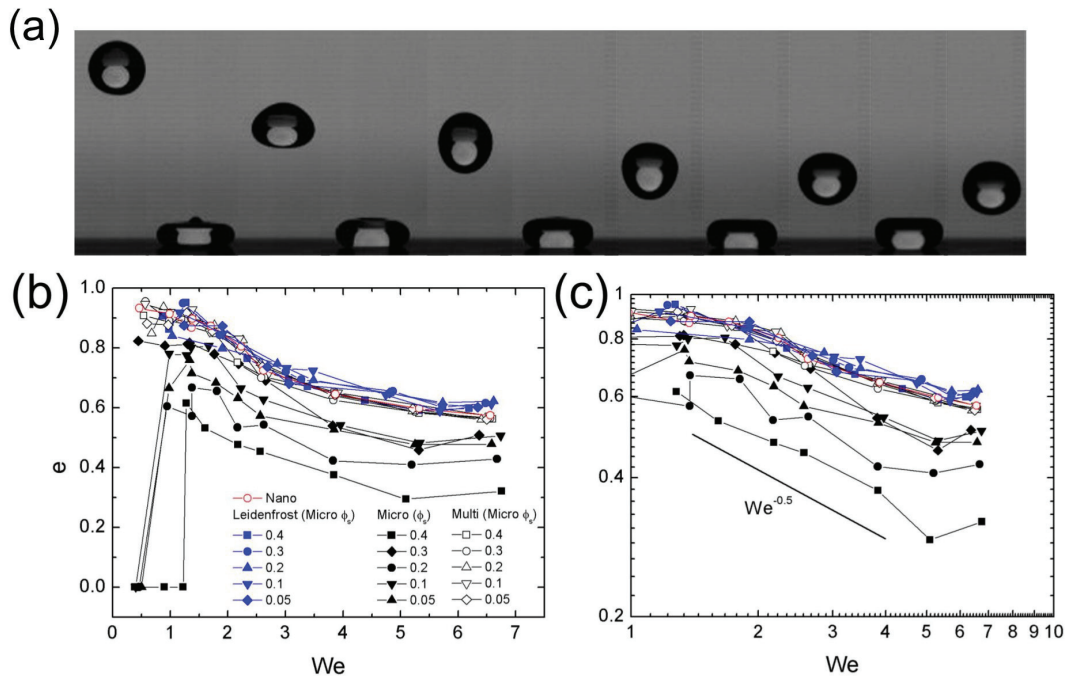 (a)
(b)
1.0
0.8
0.6
0.4
0.2
0.0
e
0 1 2 3 4 5 6 7
We
Nano
Leidenfrost (Micro ϕs) Micro (ϕs) Multi (Micro ϕs)
0.4 0.4 0.4
0.3 0.3 0.3
0.2 0.2 0.2
0.1 0.1 0.1
0.05 0.05 0.05
(c)
1
0.8
0.6
0.4
0.2
We^-0.5
1 2 3 4 5 6 7 8 9 10
We